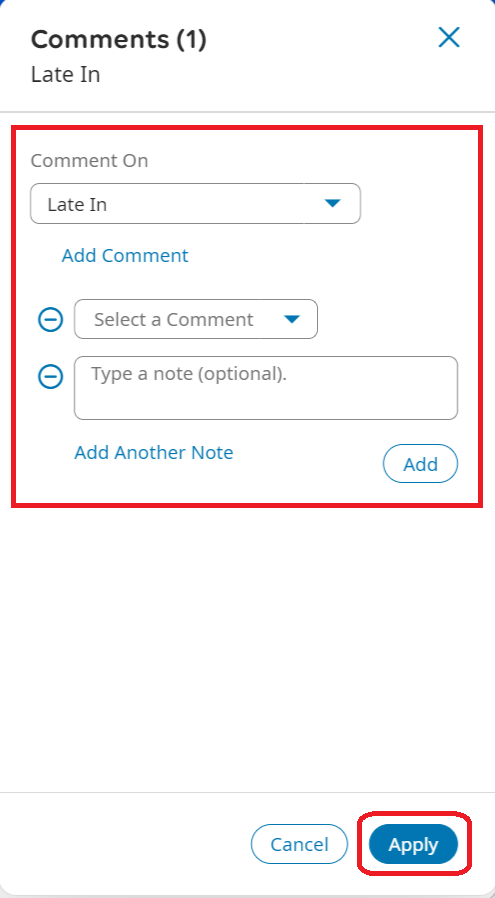 Comments (1)
Late In
Comment On
Late In
Add Comment
Select a Comment
Type a note (optional).
Add Another Note
Add
Cancel
Apply